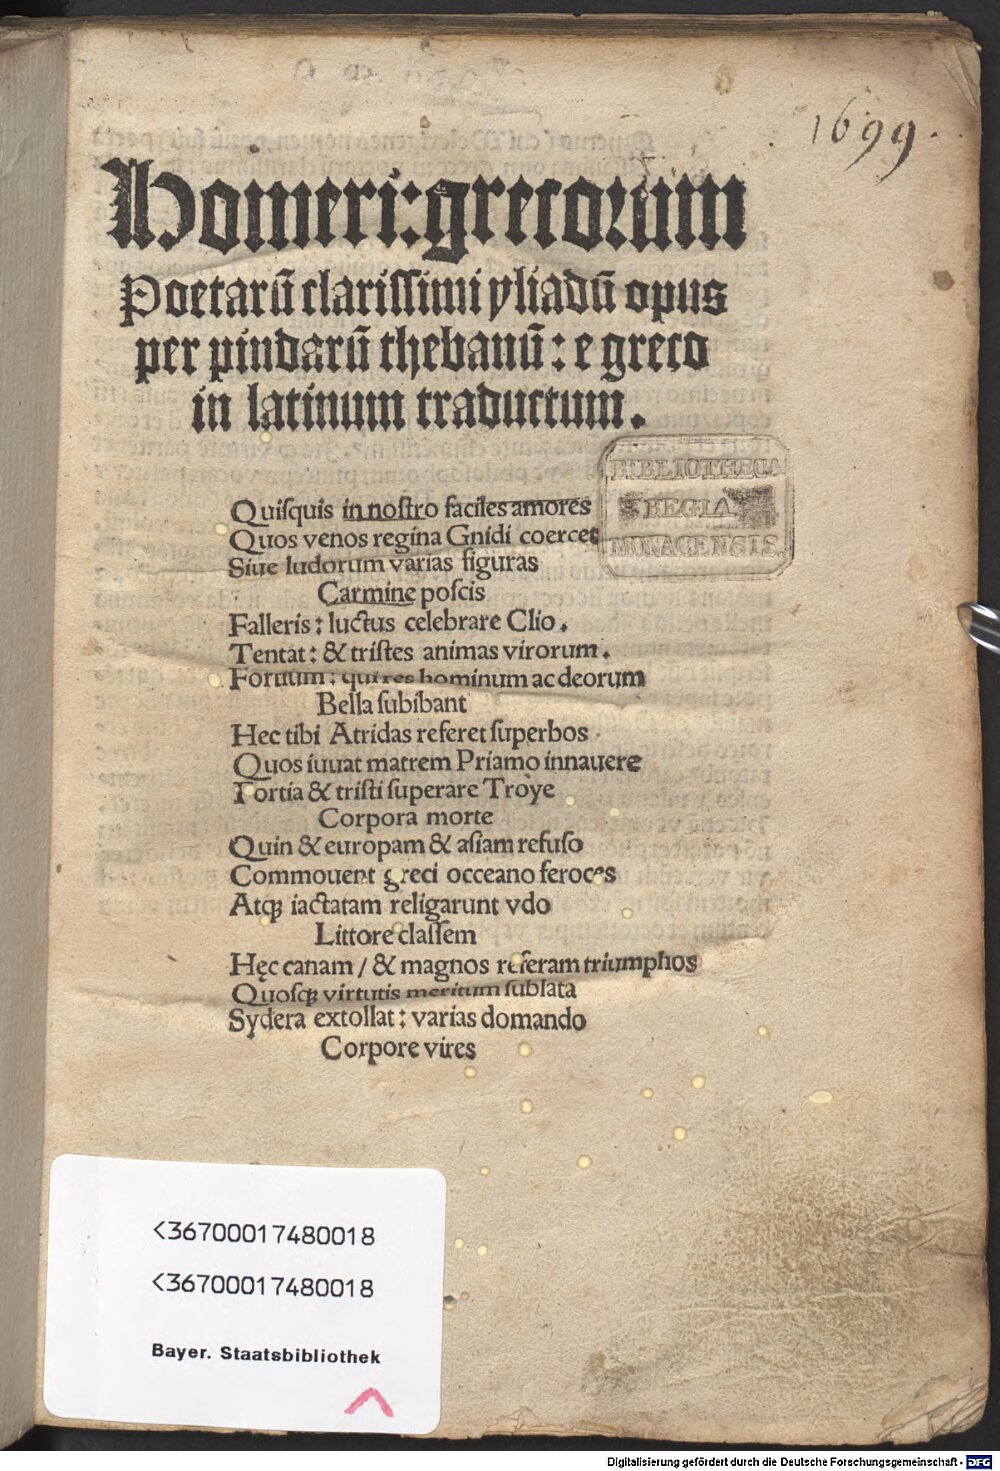 1699.
Homeri: grecorum
Poetarũ clarissimi yliadũ opus
per pindarũ thebanũ: e greco
in latinum traductum.
BIBLIOTHECA
REGIA
MONACENSIS.
Quiſquis in noſtro faciles amores
Quos venos regina Gnidi coercet
Siue ludorum varias figuras
Carmine poſcis
Falleris: luctus celebrare Clio.
Tentat: & triſtes animas virorum.
Fortium: qui res hominum ac deorum
Bella ſubibant
Hec tibi Atridas referet ſuperbos
Quos iuuat matrem Priamo innauere
Fortia & triſti ſuperare Troye
Corpora morte
Quin & europam & aſiam refuſo
Commouent greci occeano feroces
Atqꝫ iactatam religarunt vdo
Littore claſſem
Hęc canam / & magnos referam triumphos
Quoſqꝫ virtutis meritum ſublata
Sydera extollat: varias domando
Corpore vires
<36700017480018
<36700017480018
Bayer. Staatsbibliothek
Digitalisierung gefördert durch die Deutsche Forschungsgemeinschaft - DFG